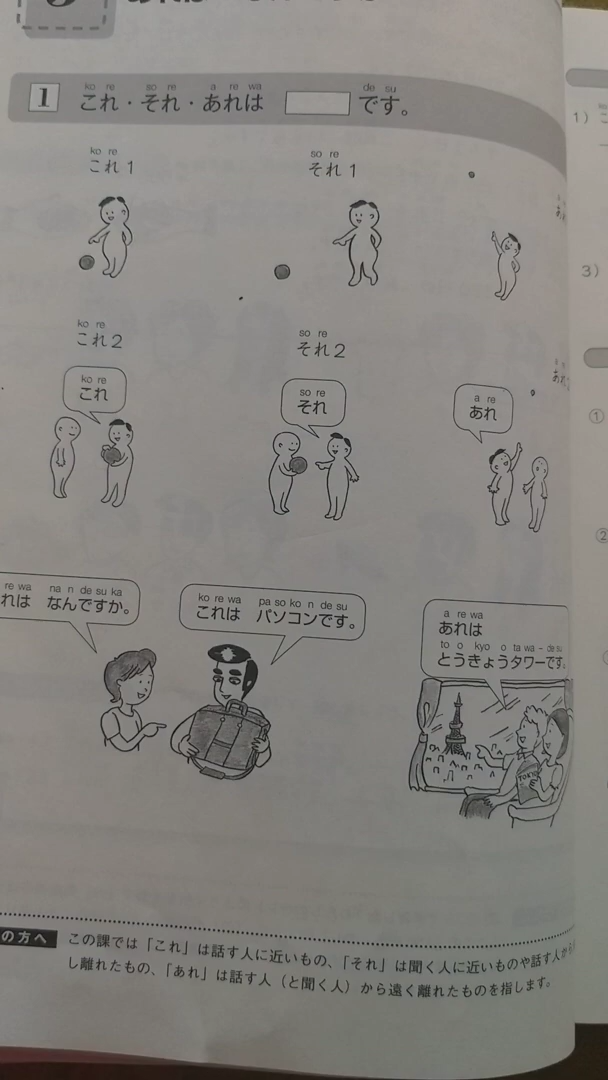 ko re so re a re wa de su
1 これ・それ・あれは です。
ko re so re
これ1 それ1
1)
3)
ko re so re
これ2 それ2
ko re
これ
so re
それ
a re
あれ
①
②
re wa na n de su ka
れは なんですか。
ko re wa pa so ko n de su
これは パソコンです。
a re wa
あれは
to o kyo o ta wa – de su
とうきょうタワーです。
TOKYO
の方へ この課では「これ」は話す人に近いもの、「それ」は聞く人に近いものや話す人から
し離れたもの、「あれ」は話す人（と聞く人）から遠く離れたものを指します。